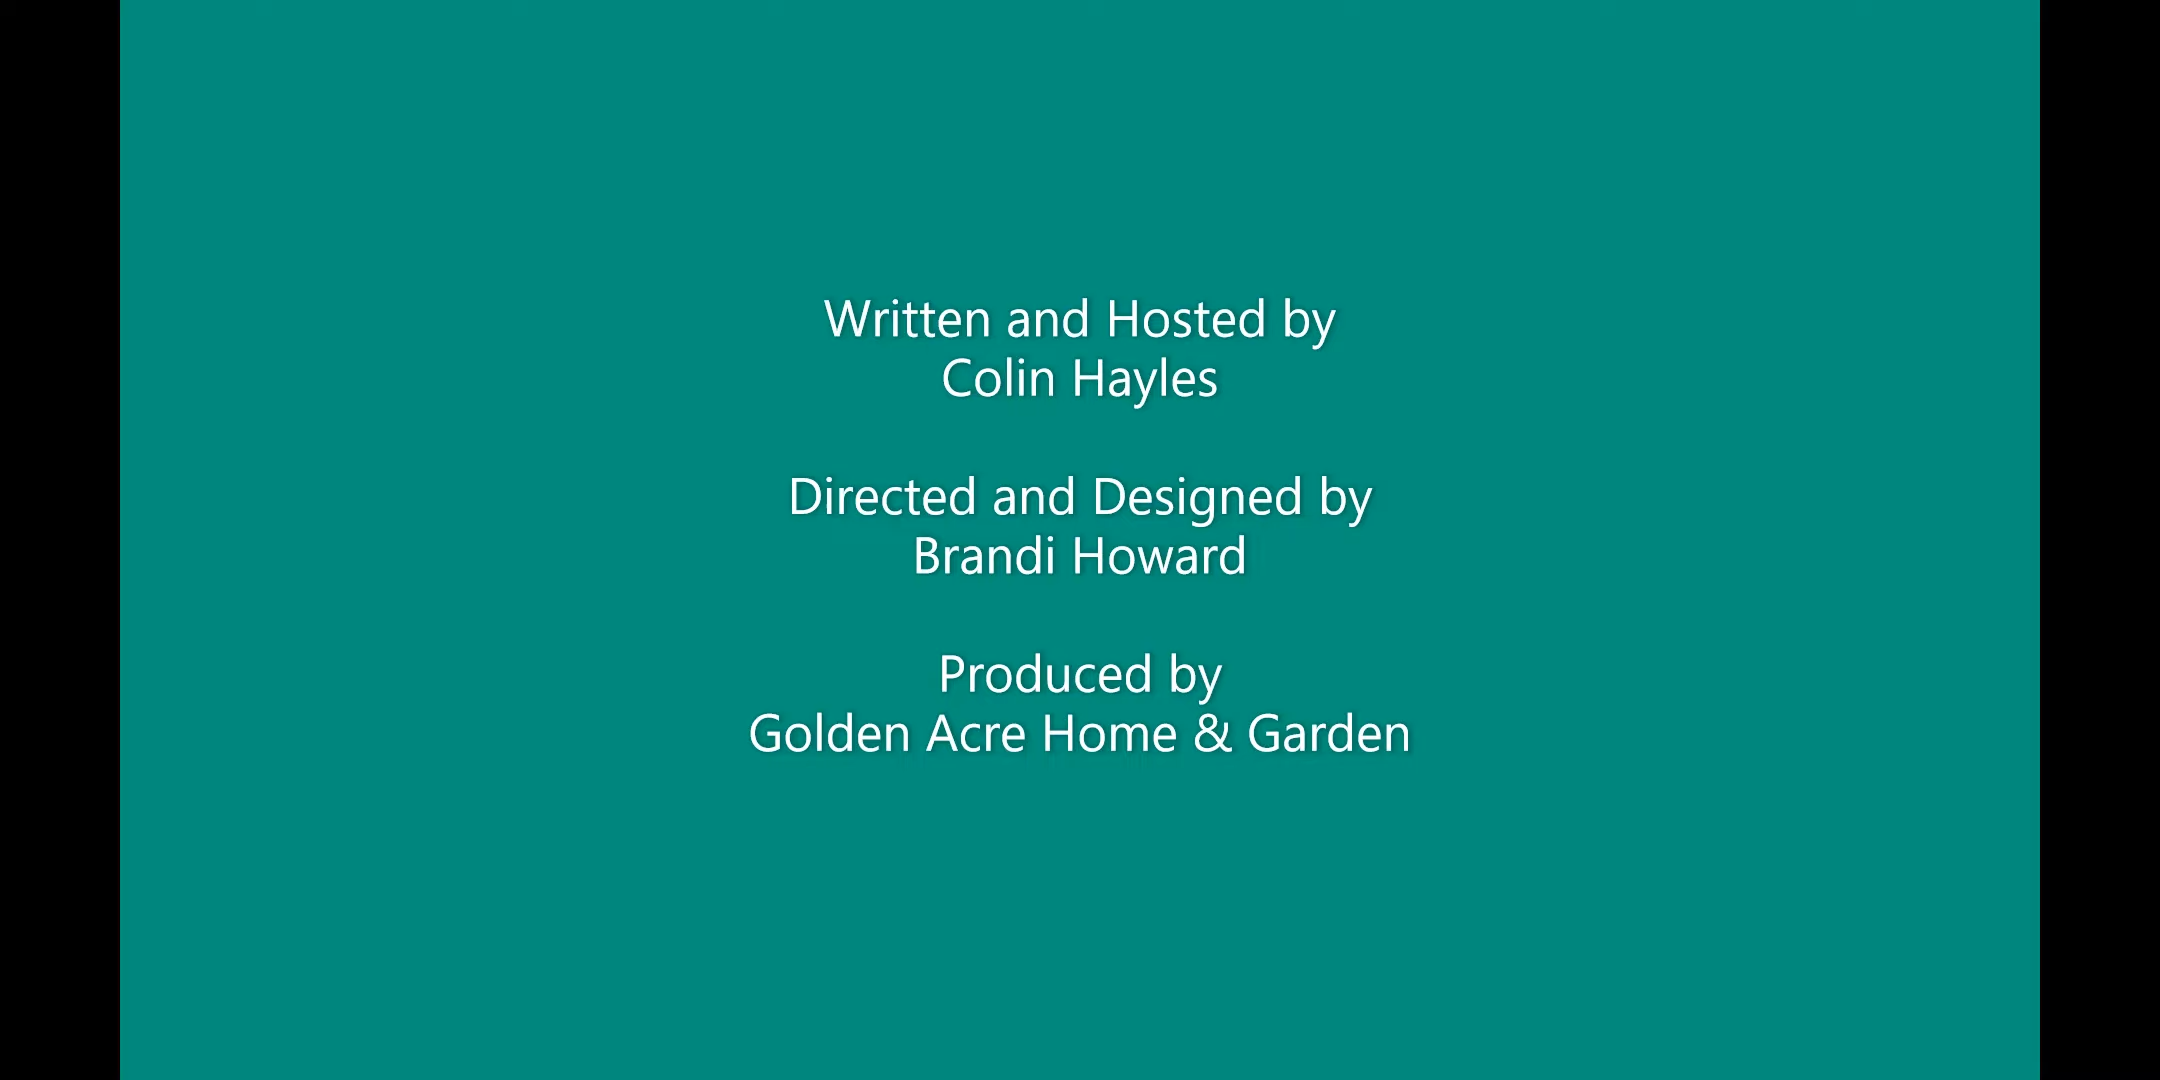 Written and Hosted by
Colin Hayles
Directed and Designed by
Brandi Howard
Produced by
Golden Acre Home & Garden